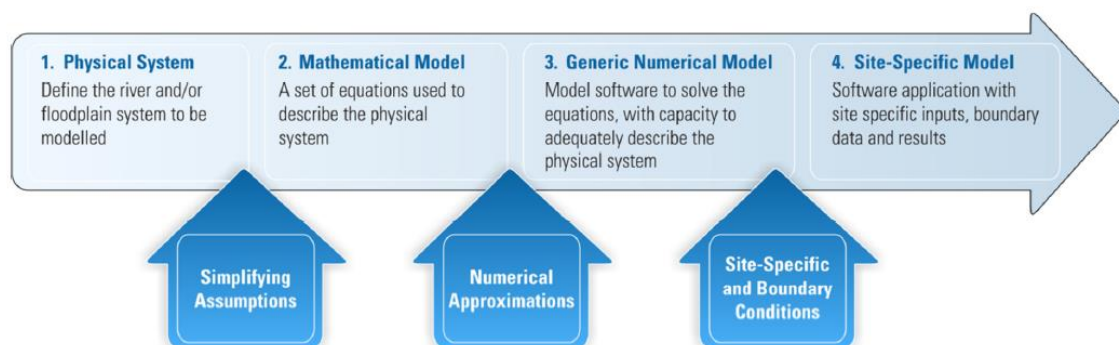 1. Physical System
Define the river and/or
floodplain system to be
modelled
2. Mathematical Model
A set of equations used to
describe the physical
system
3. Generic Numerical Model
Model software to solve the
equations, with capacity to
adequately describe the
physical system
4. Site-Specific Model
Software application with
site specific inputs, boundary
data and results
Simplifying
Assumptions
Numerical
Approximations
Site-Specific
and Boundary
Conditions